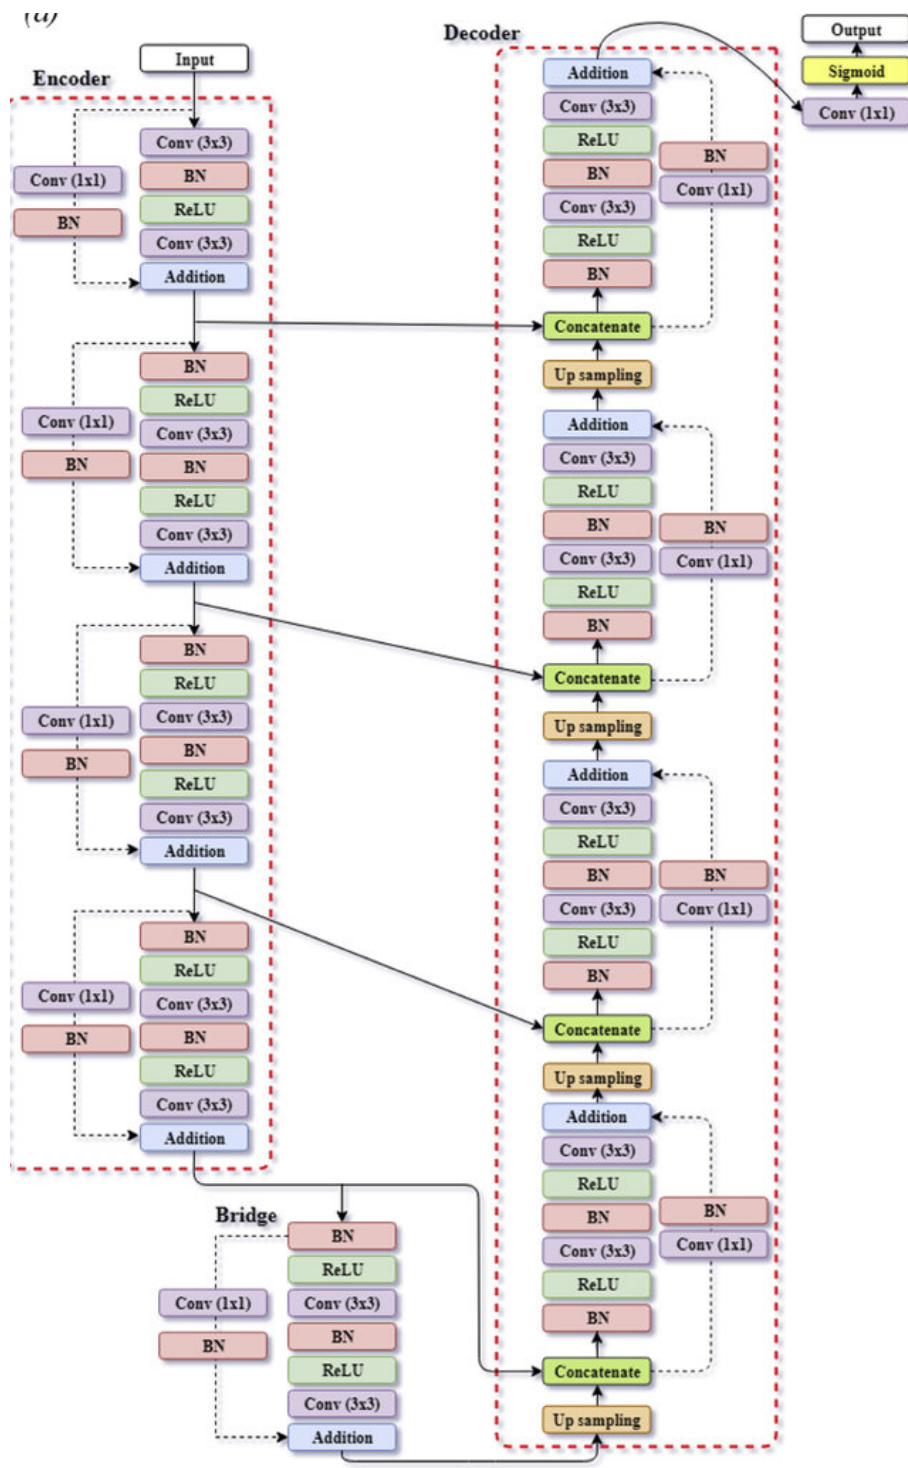 (a)
Encoder
Input
Conv (3x3)
BN
ReLU
Conv (3x3)
Addition
Conv (1x1)
BN
BN
ReLU
Conv (3x3)
BN
ReLU
Conv (3x3)
Addition
Conv (1x1)
BN
BN
ReLU
Conv (3x3)
BN
ReLU
Conv (3x3)
Addition
Conv (1x1)
BN
BN
ReLU
Conv (3x3)
BN
ReLU
Conv (3x3)
Addition
Conv (1x1)
BN
Bridge
BN
ReLU
Conv (3x3)
BN
ReLU
Conv (3x3)
Addition
Conv (1x1)
BN
Decoder
Addition
Conv (3x3)
ReLU
BN
Conv (3x3)
ReLU
BN
Concatenate
Up sampling
BN
Conv (1x1)
Addition
Conv (3x3)
ReLU
BN
Conv (3x3)
ReLU
BN
Concatenate
Up sampling
BN
Conv (1x1)
Addition
Conv (3x3)
ReLU
BN
Conv (3x3)
ReLU
BN
Concatenate
Up sampling
BN
Conv (1x1)
Addition
Conv (3x3)
ReLU
BN
Conv (3x3)
ReLU
BN
Concatenate
Up sampling
BN
Conv (1x1)
Output
Sigmoid
Conv (1x1)